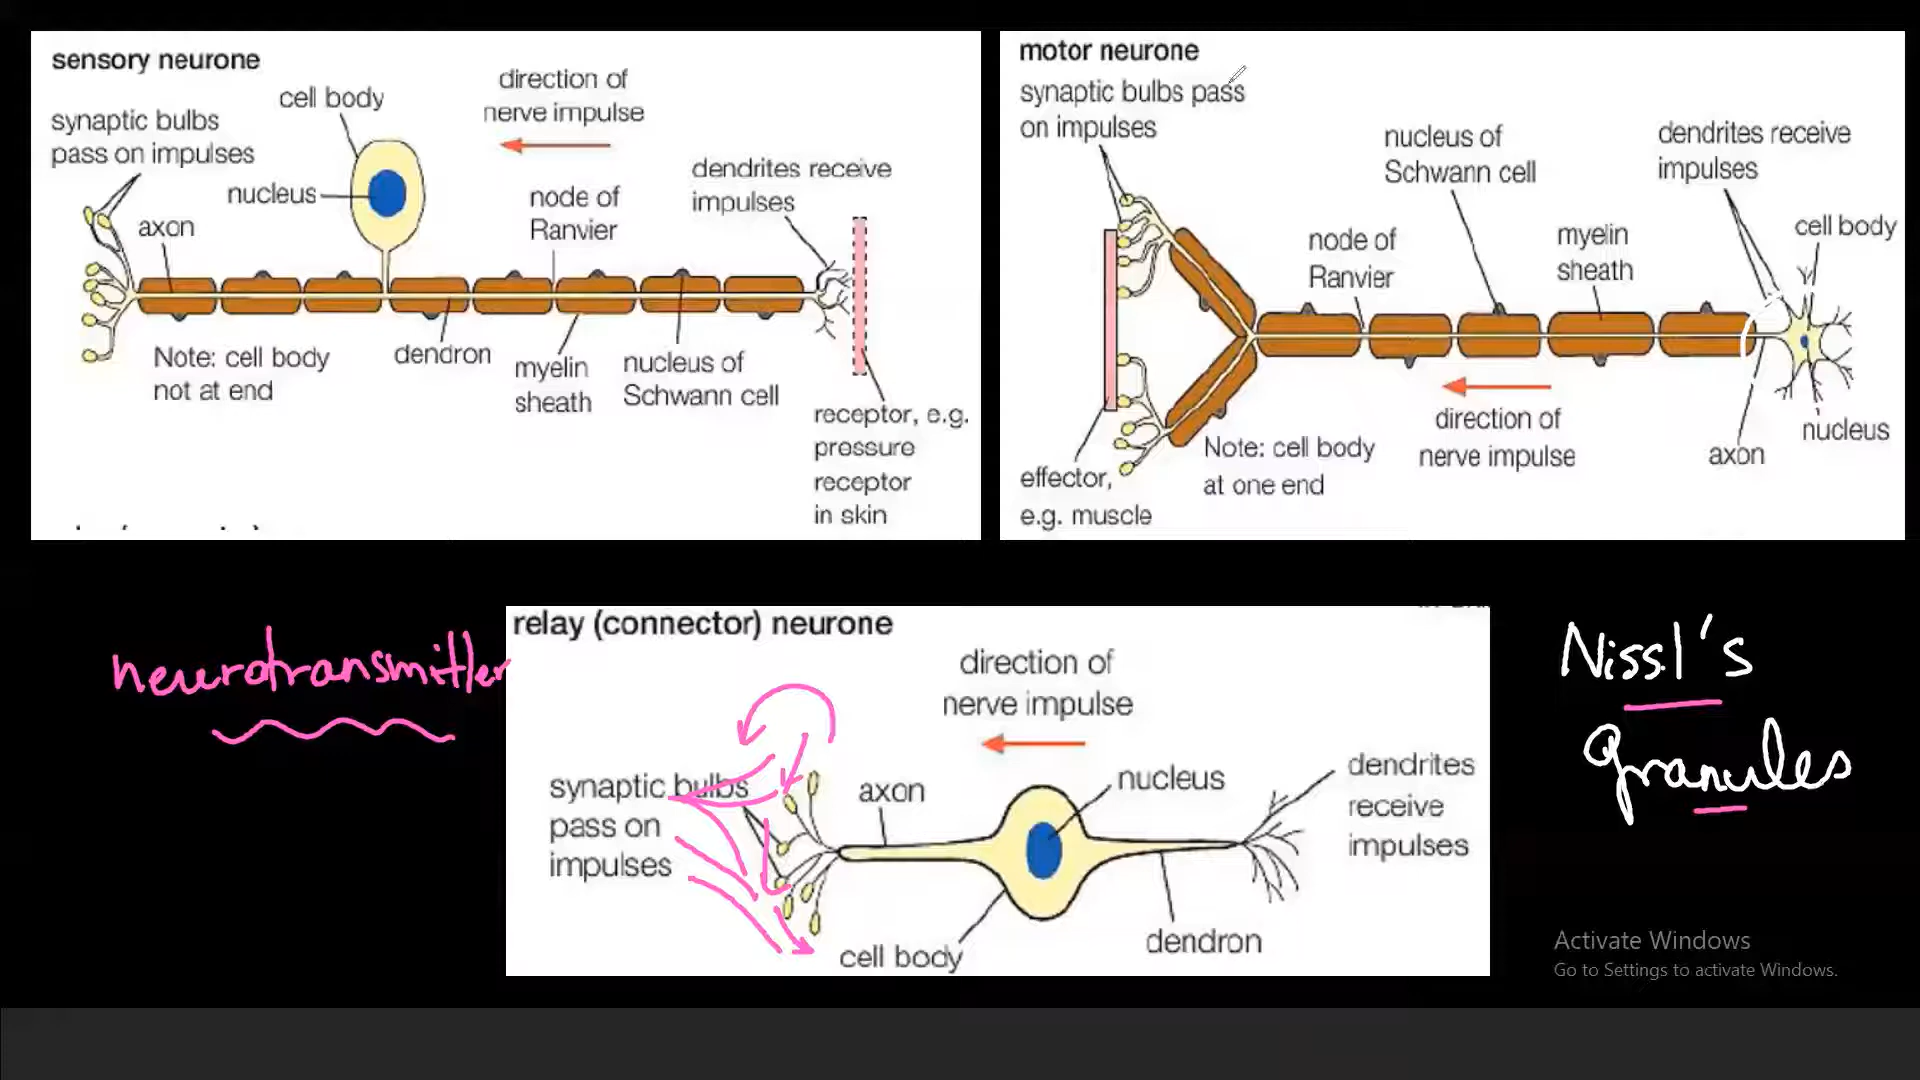 sensory neurone
synaptic bulbs
pass on impulses
cell body
direction of
nerve impulse
nucleus
axon
node of
Ranvier
dendrites receive
impulses
Note: cell body
not at end
dendron
myelin
sheath
nucleus of
Schwann cell
receptor, e.g.
pressure
receptor
in skin
motor neurone
synaptic bulbs pass
on impulses
nucleus of
Schwann cell
dendrites receive
impulses
node of
Ranvier
myelin
sheath
cell body
effector,
e.g. muscle
Note: cell body
at one end
direction of
nerve impulse
axon
nucleus
neurotransmitter
relay (connector) neurone
direction of
nerve impulse
synaptic bulbs
pass on
impulses
axon
nucleus
dendrites
receive
impulses
cell body
dendron
Nissl's
Granules
Activate Windows
Go to Settings to activate Windows.